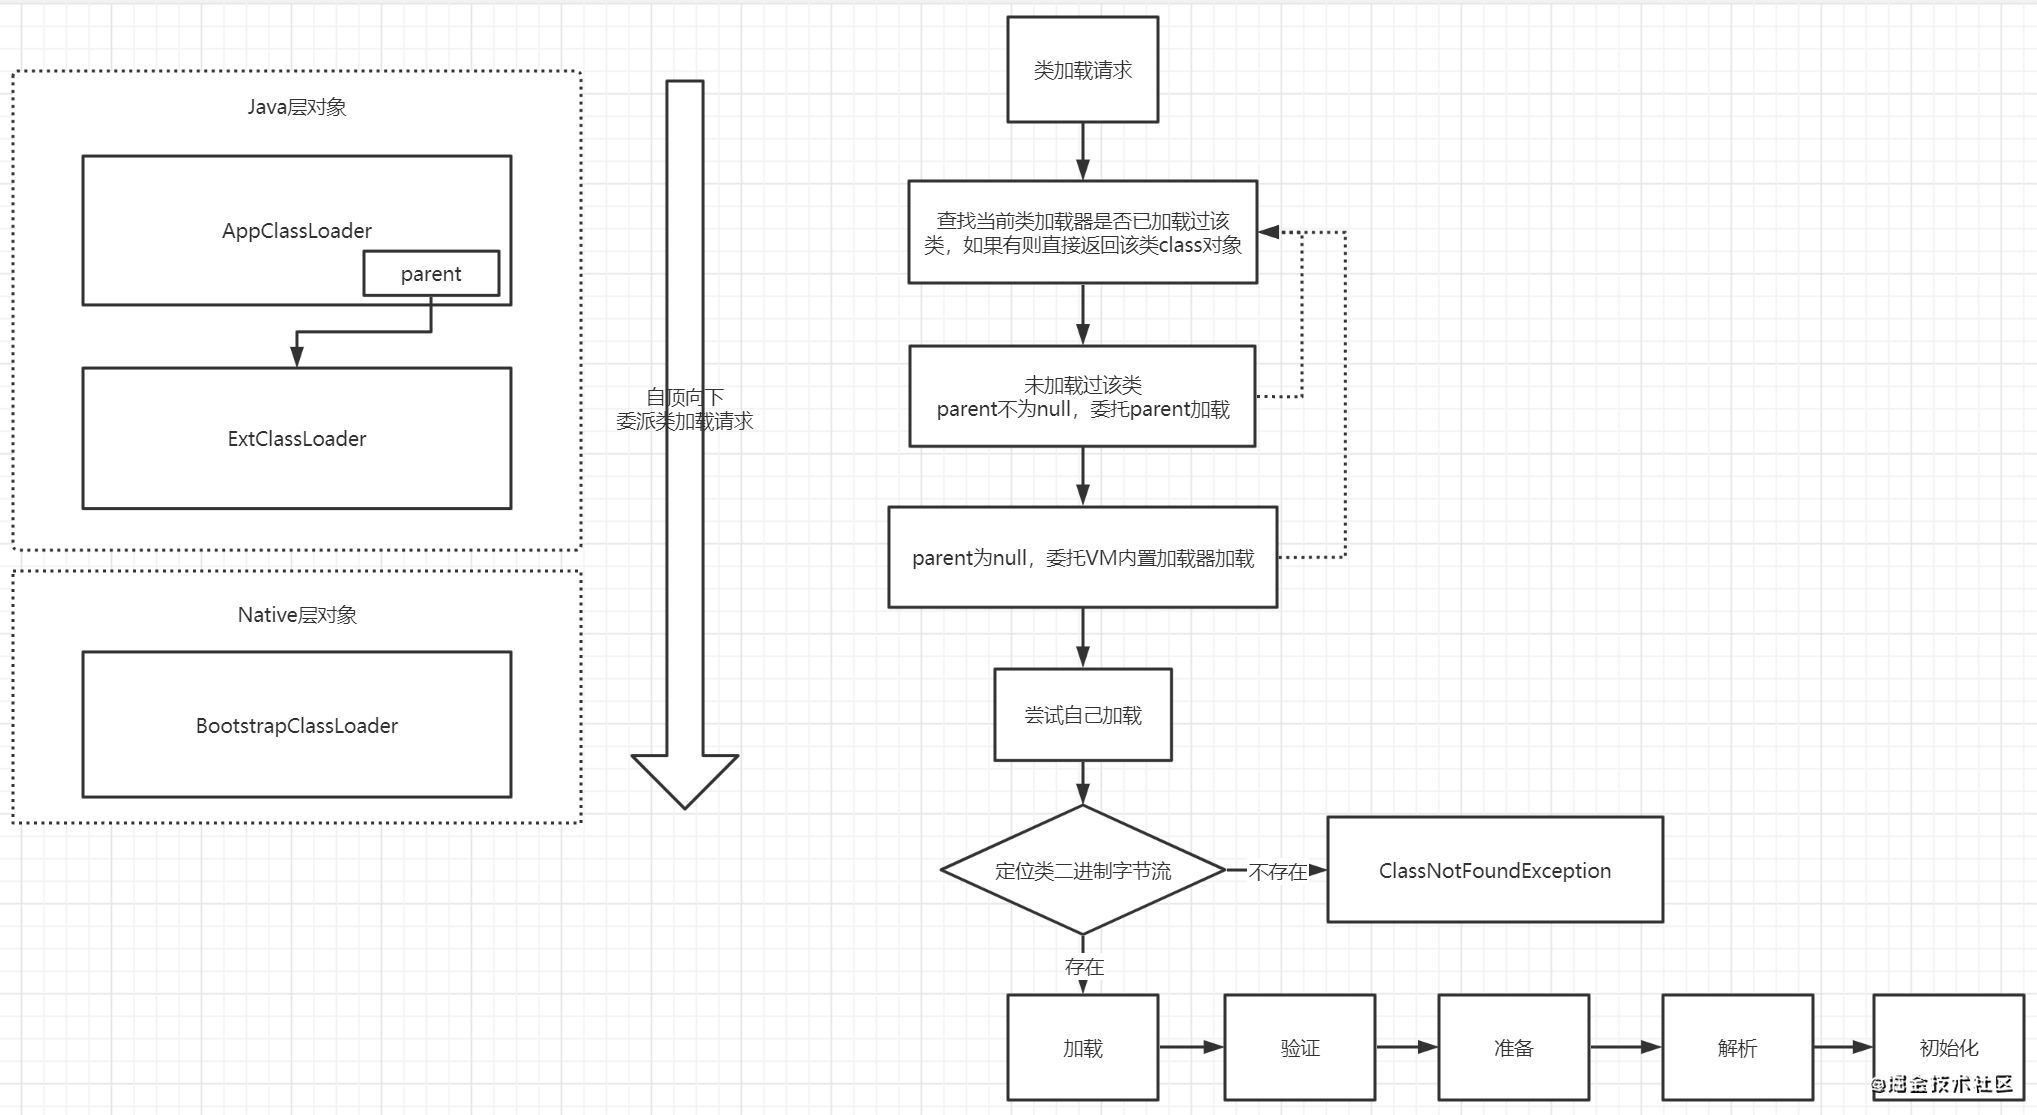 Java层对象
AppClassLoader
parent
ExtClassLoader
Native层对象
BootstrapClassLoader
自顶向下
委派类加载请求
类加载请求
查找当前类加载器是否已加载过该
类，如果有则直接返回该类class对象
未加载过该类
parent不为null，委托parent加载
parent为null，委托VM内置加载器加载
尝试自己加载
定位类二进制字节流
不存在
ClassNotFoundException
存在
加载
验证
准备
解析
初始化
@掘金技术社区